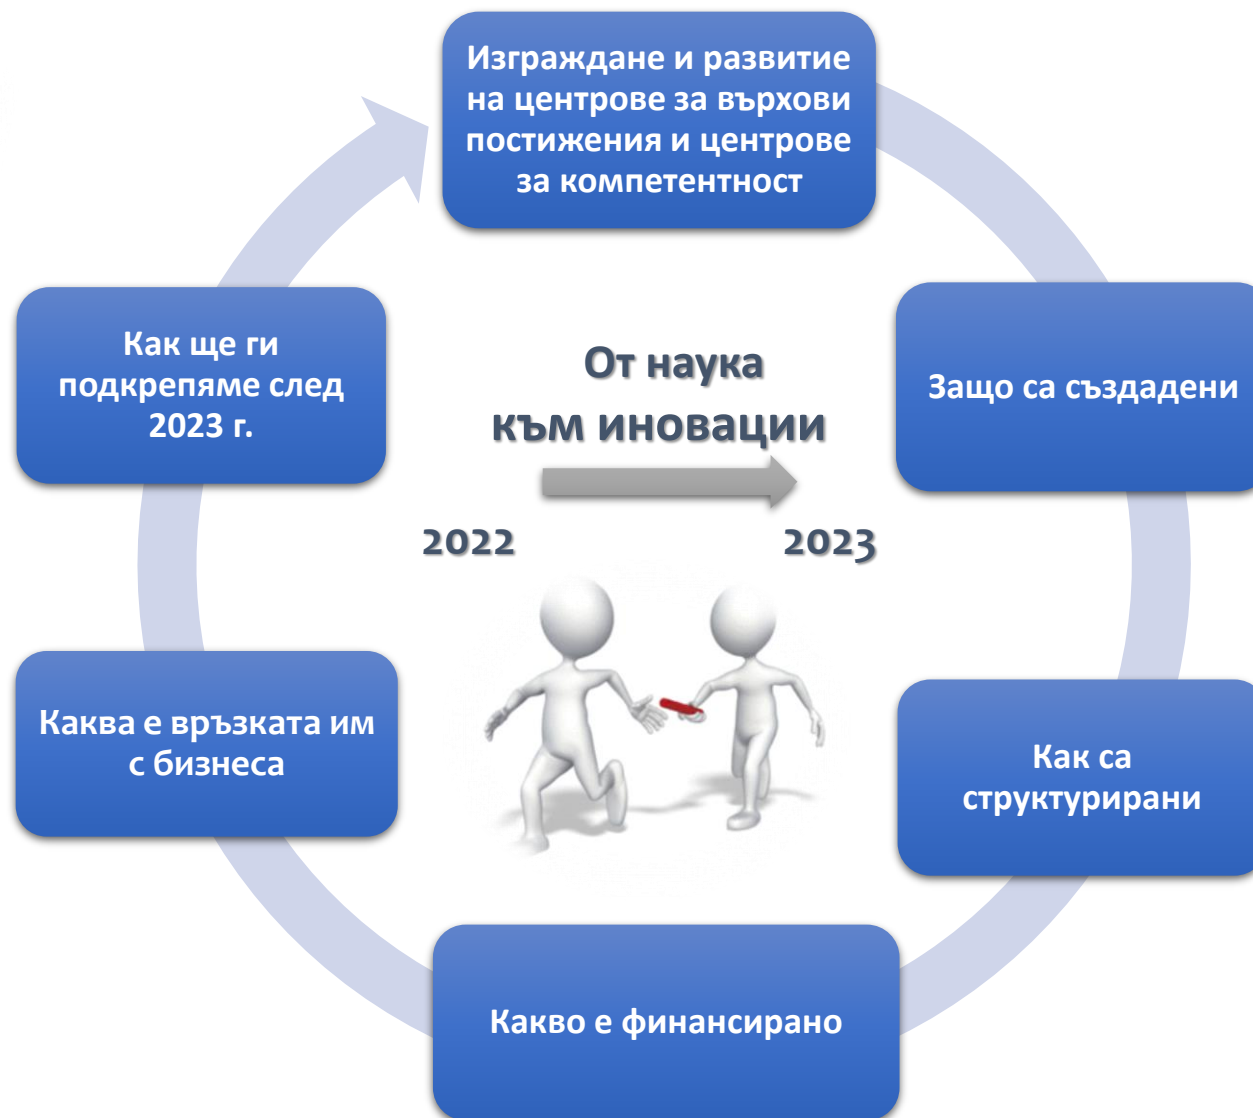 Изграждане и развитие
на центрове за върхови
постижения и центрове
за компетентност
Защо са създадени
Как са
структурирани
Какво е финансирано
Каква е връзката им
с бизнеса
Как ще ги
подкрепяме след
2023 г.
От наука
към иновации
2022
2023